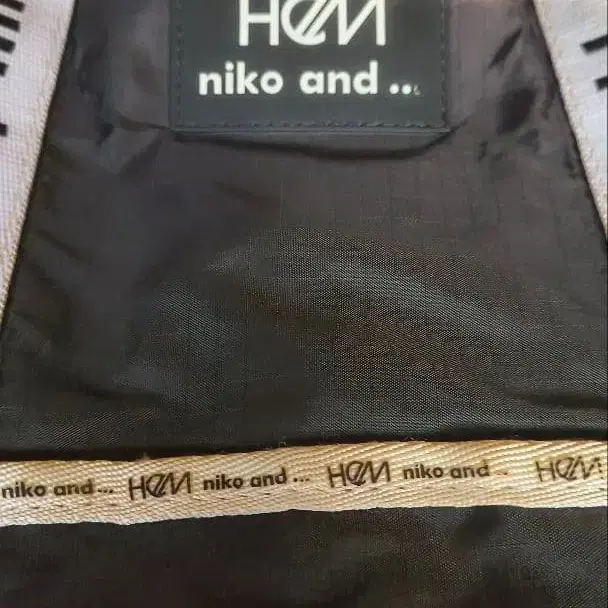 HeM
niko and ...
niko and ... HeM niko and ... HeM niko and .. HeM